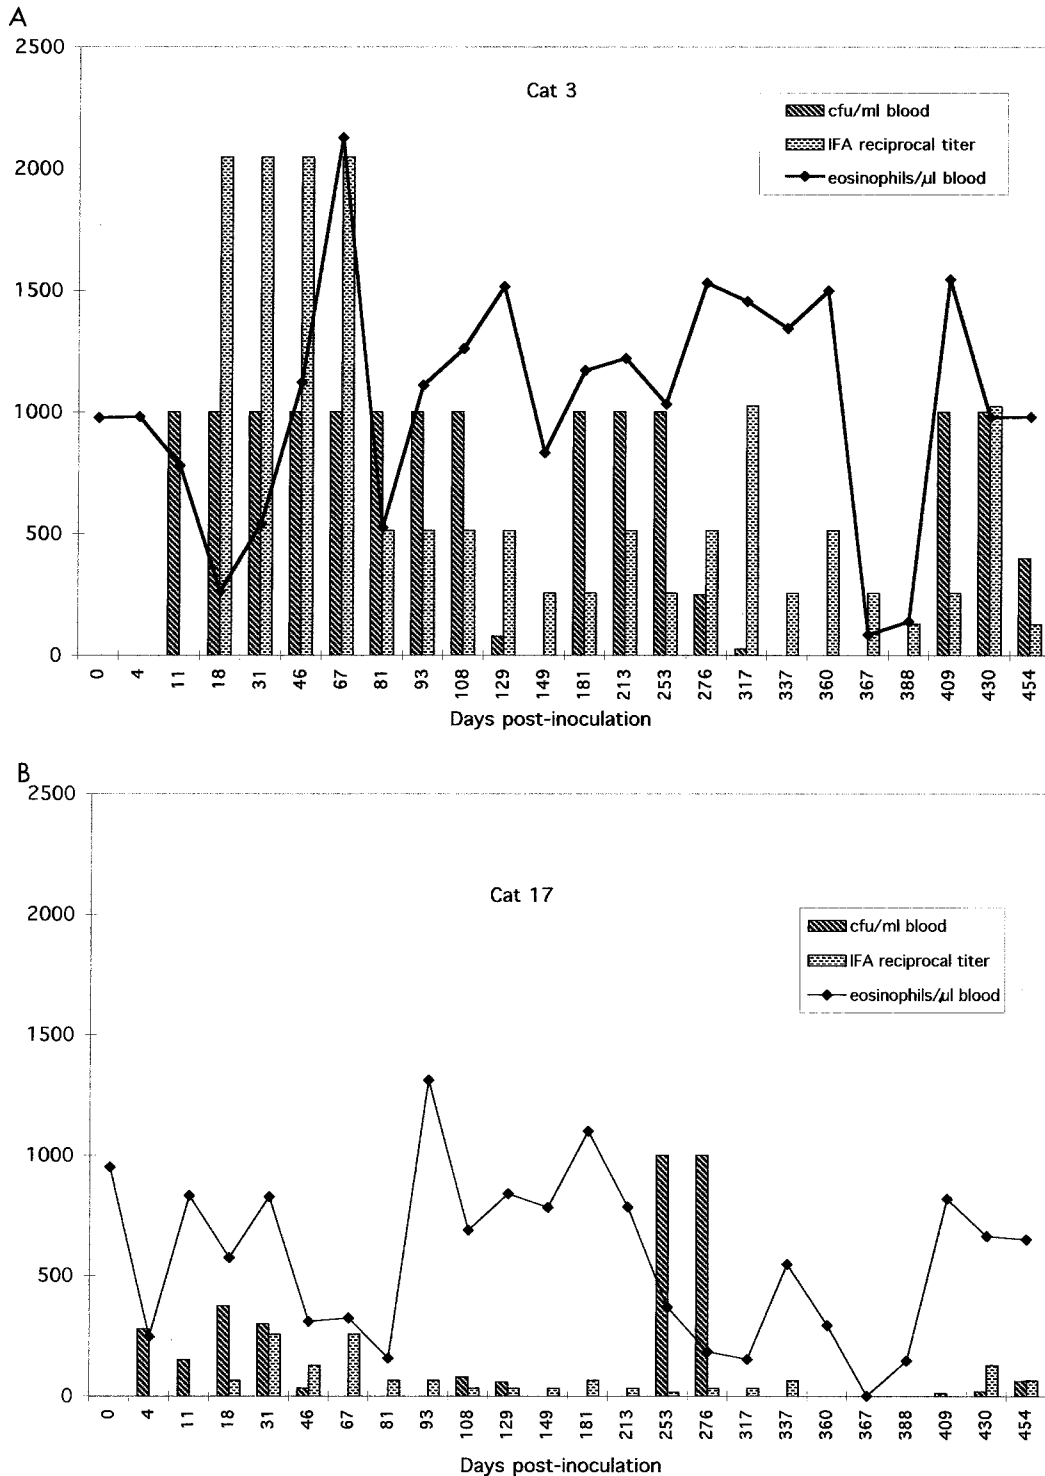 A
2500
Cat 3
cfu/ml blood
IFA reciprocal titer
eosinophils/µl blood
2000
1500
1000
500
0
0 4 11 18 31 46 67 81 93 108 129 149 181 213 253 276 317 337 360 367 388 409 430 454
Days post-inoculation
B
2500
Cat 17
cfu/ml blood
IFA reciprocal titer
eosinophils/µl blood
2000
1500
1000
500
0
0 4 11 18 31 46 67 81 93 108 129 149 181 213 253 276 317 337 360 367 388 409 430 454
Days post-inoculation